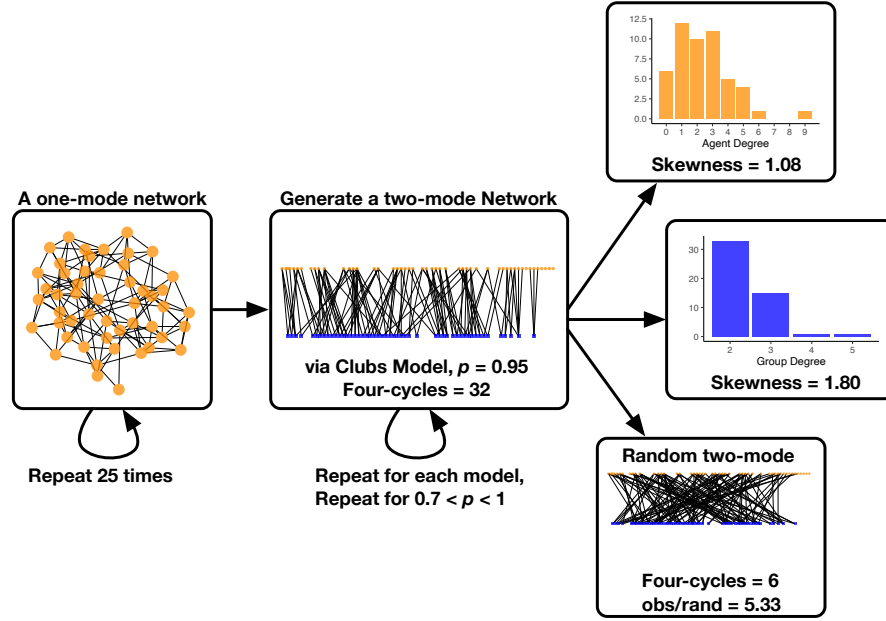 12.5
10.0
7.5
5.0
2.5
0.0
0 1 2 3 4 5 6 7 8 9
Agent Degree
Skewness = 1.08
A one-mode network
Generate a two-mode Network
via Clubs Model, p = 0.95
Four-cycles = 32
30
20
10
0
2 3 4 5
Group Degree
Skewness = 1.80
Repeat 25 times
Repeat for each model,
Repeat for 0.7 < p < 1
Random two-mode
Four-cycles = 6
obs/rand = 5.33